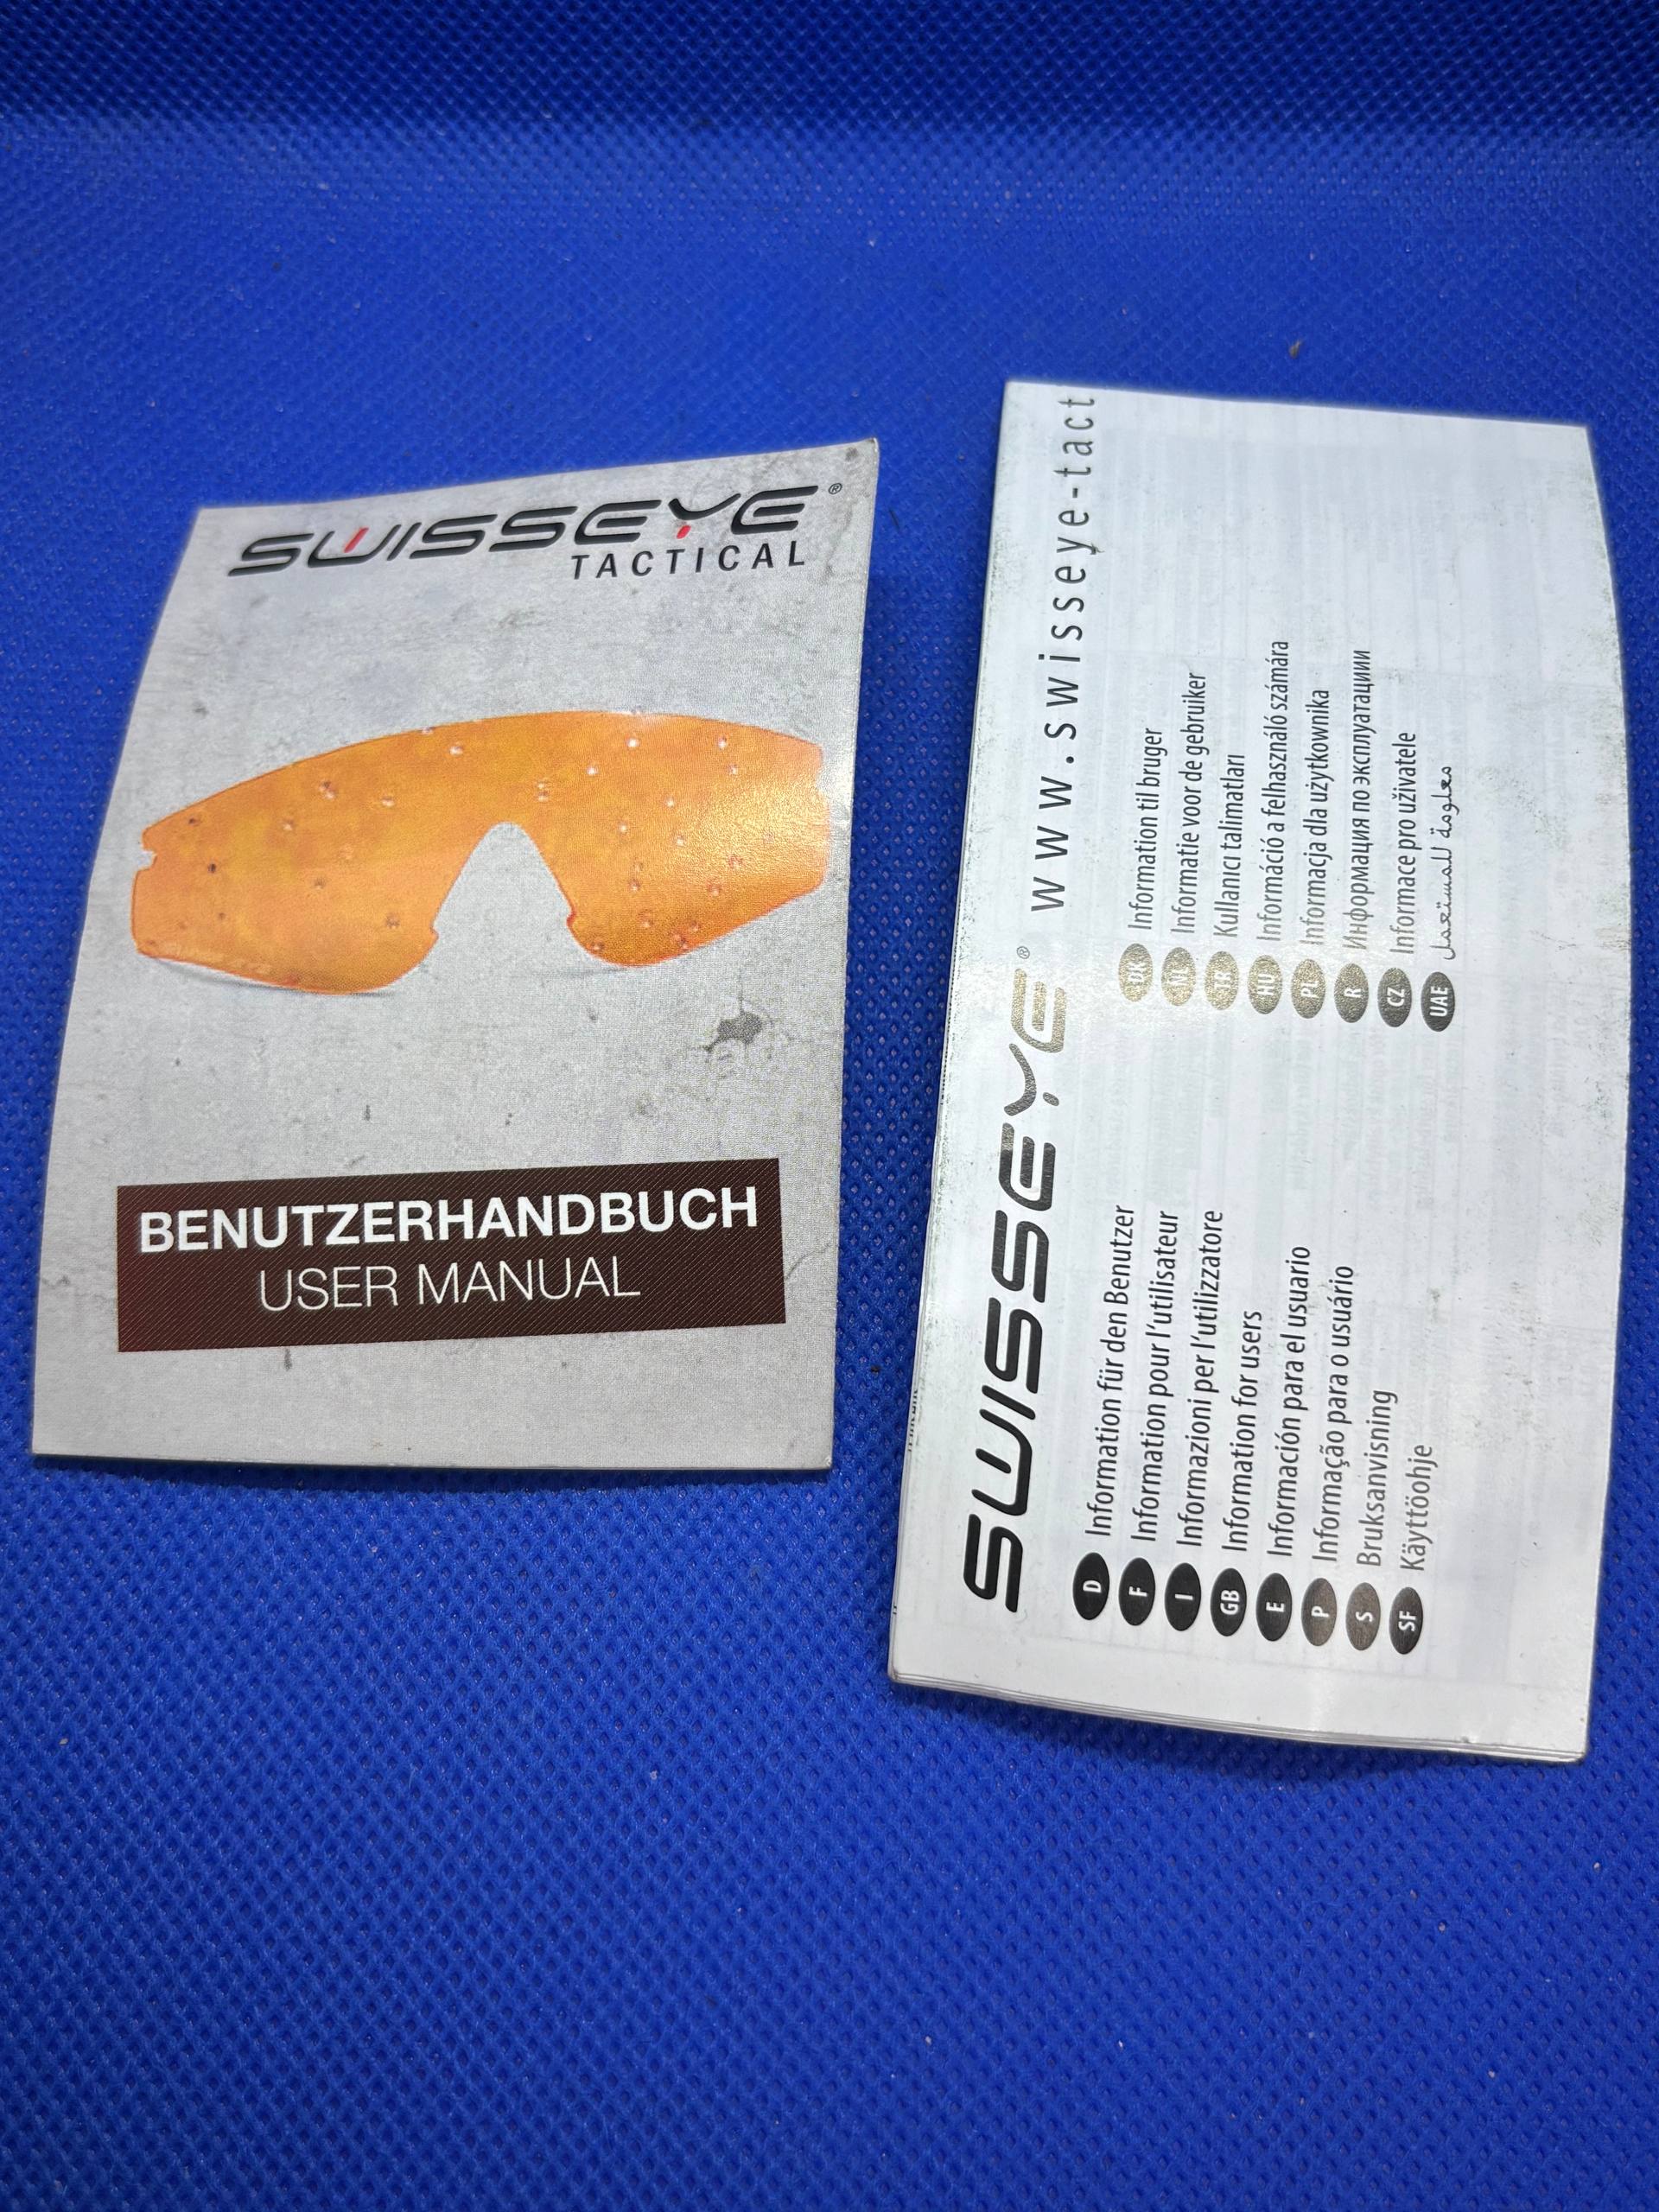 SWISSEYE®
TACTICAL
BENUTZERHANDBUCH
USER MANUAL
SWISSEYE® www.swisseye-tact
D Information für den Benutzer
F Information pour l'utilisateur
I Informazioni per l'utilizzatore
GB Information for users
E Información para el usuario
P Informação para o usuário
S Bruksanvisning
SF Käyttöohje
DK Information til bruger
NL Informatie voor de gebruiker
TR Kullanıcı talimatları
HU Információ a felhasználó számára
PL Informacja dla użytkownika
R Информация по эксплуатациии
CZ Informace pro uživatele
UAE معلومة للمستعمل